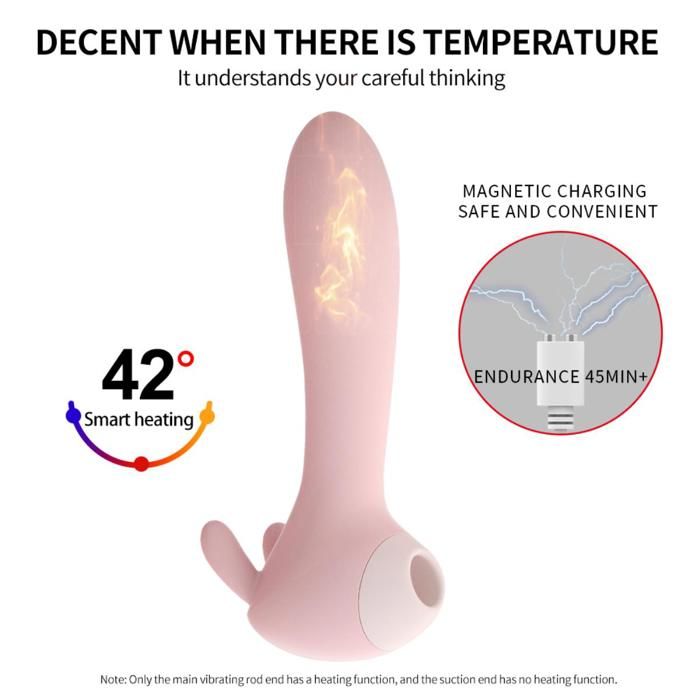 DECENT WHEN THERE IS TEMPERATURE
It understands your careful thinking
MAGNETIC CHARGING
SAFE AND CONVENIENT
ENDURANCE 45MIN+
42°
Smart heating
Note: Only the main vibrating rod end has a heating function, and the suction end has no heating function.